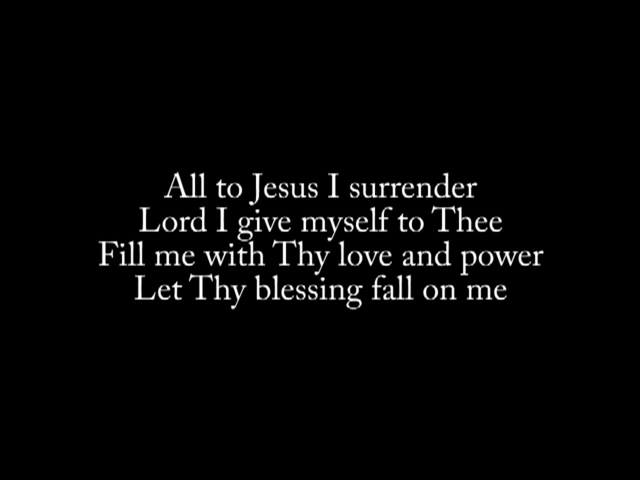 All to Jesus I surrender
Lord I give myself to Thee
Fill me with Thy love and power
Let Thy blessing fall on me